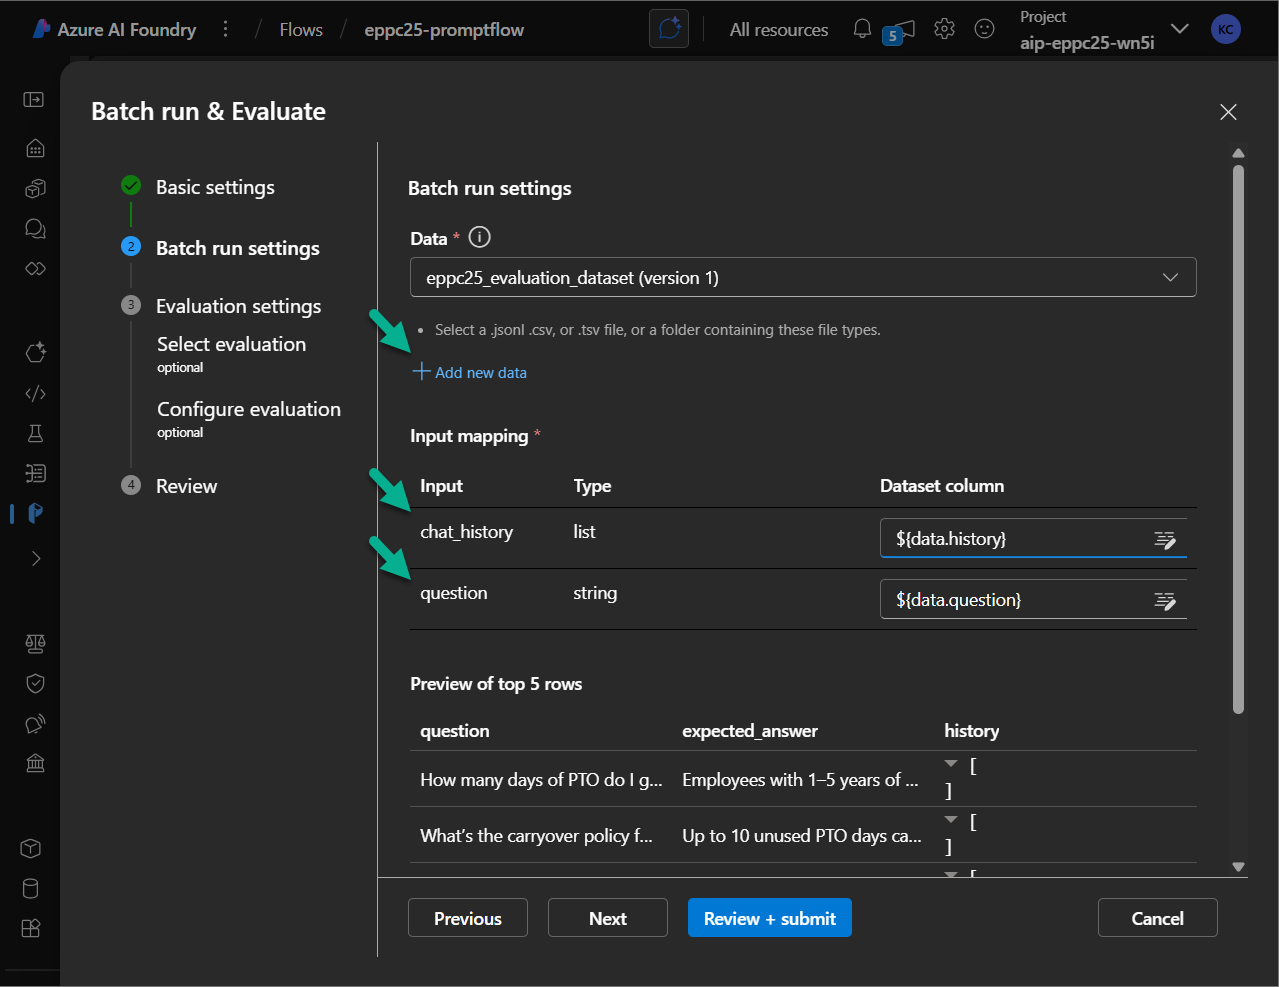 Azure AI Foundry / Flows / eppc25-promptflow
All resources
5
Project
aip-eppc25-wn5i
KC
Batch run & Evaluate
Basic settings
2 Batch run settings
3 Evaluation settings
Select evaluation
optional
Configure evaluation
optional
4 Review
Batch run settings
Data *
eppc25_evaluation_dataset (version 1)
• Select a .jsonl .csv, or .tsv file, or a folder containing these file types.
+ Add new data
Input mapping *
Input Type Dataset column
chat_history list ${data.history}
question string ${data.question}
Preview of top 5 rows
question expected_answer history
How many days of PTO do I g... Employees with 1–5 years of ... [
]
What's the carryover policy f... Up to 10 unused PTO days ca... [
]
[
Previous Next Review + submit Cancel